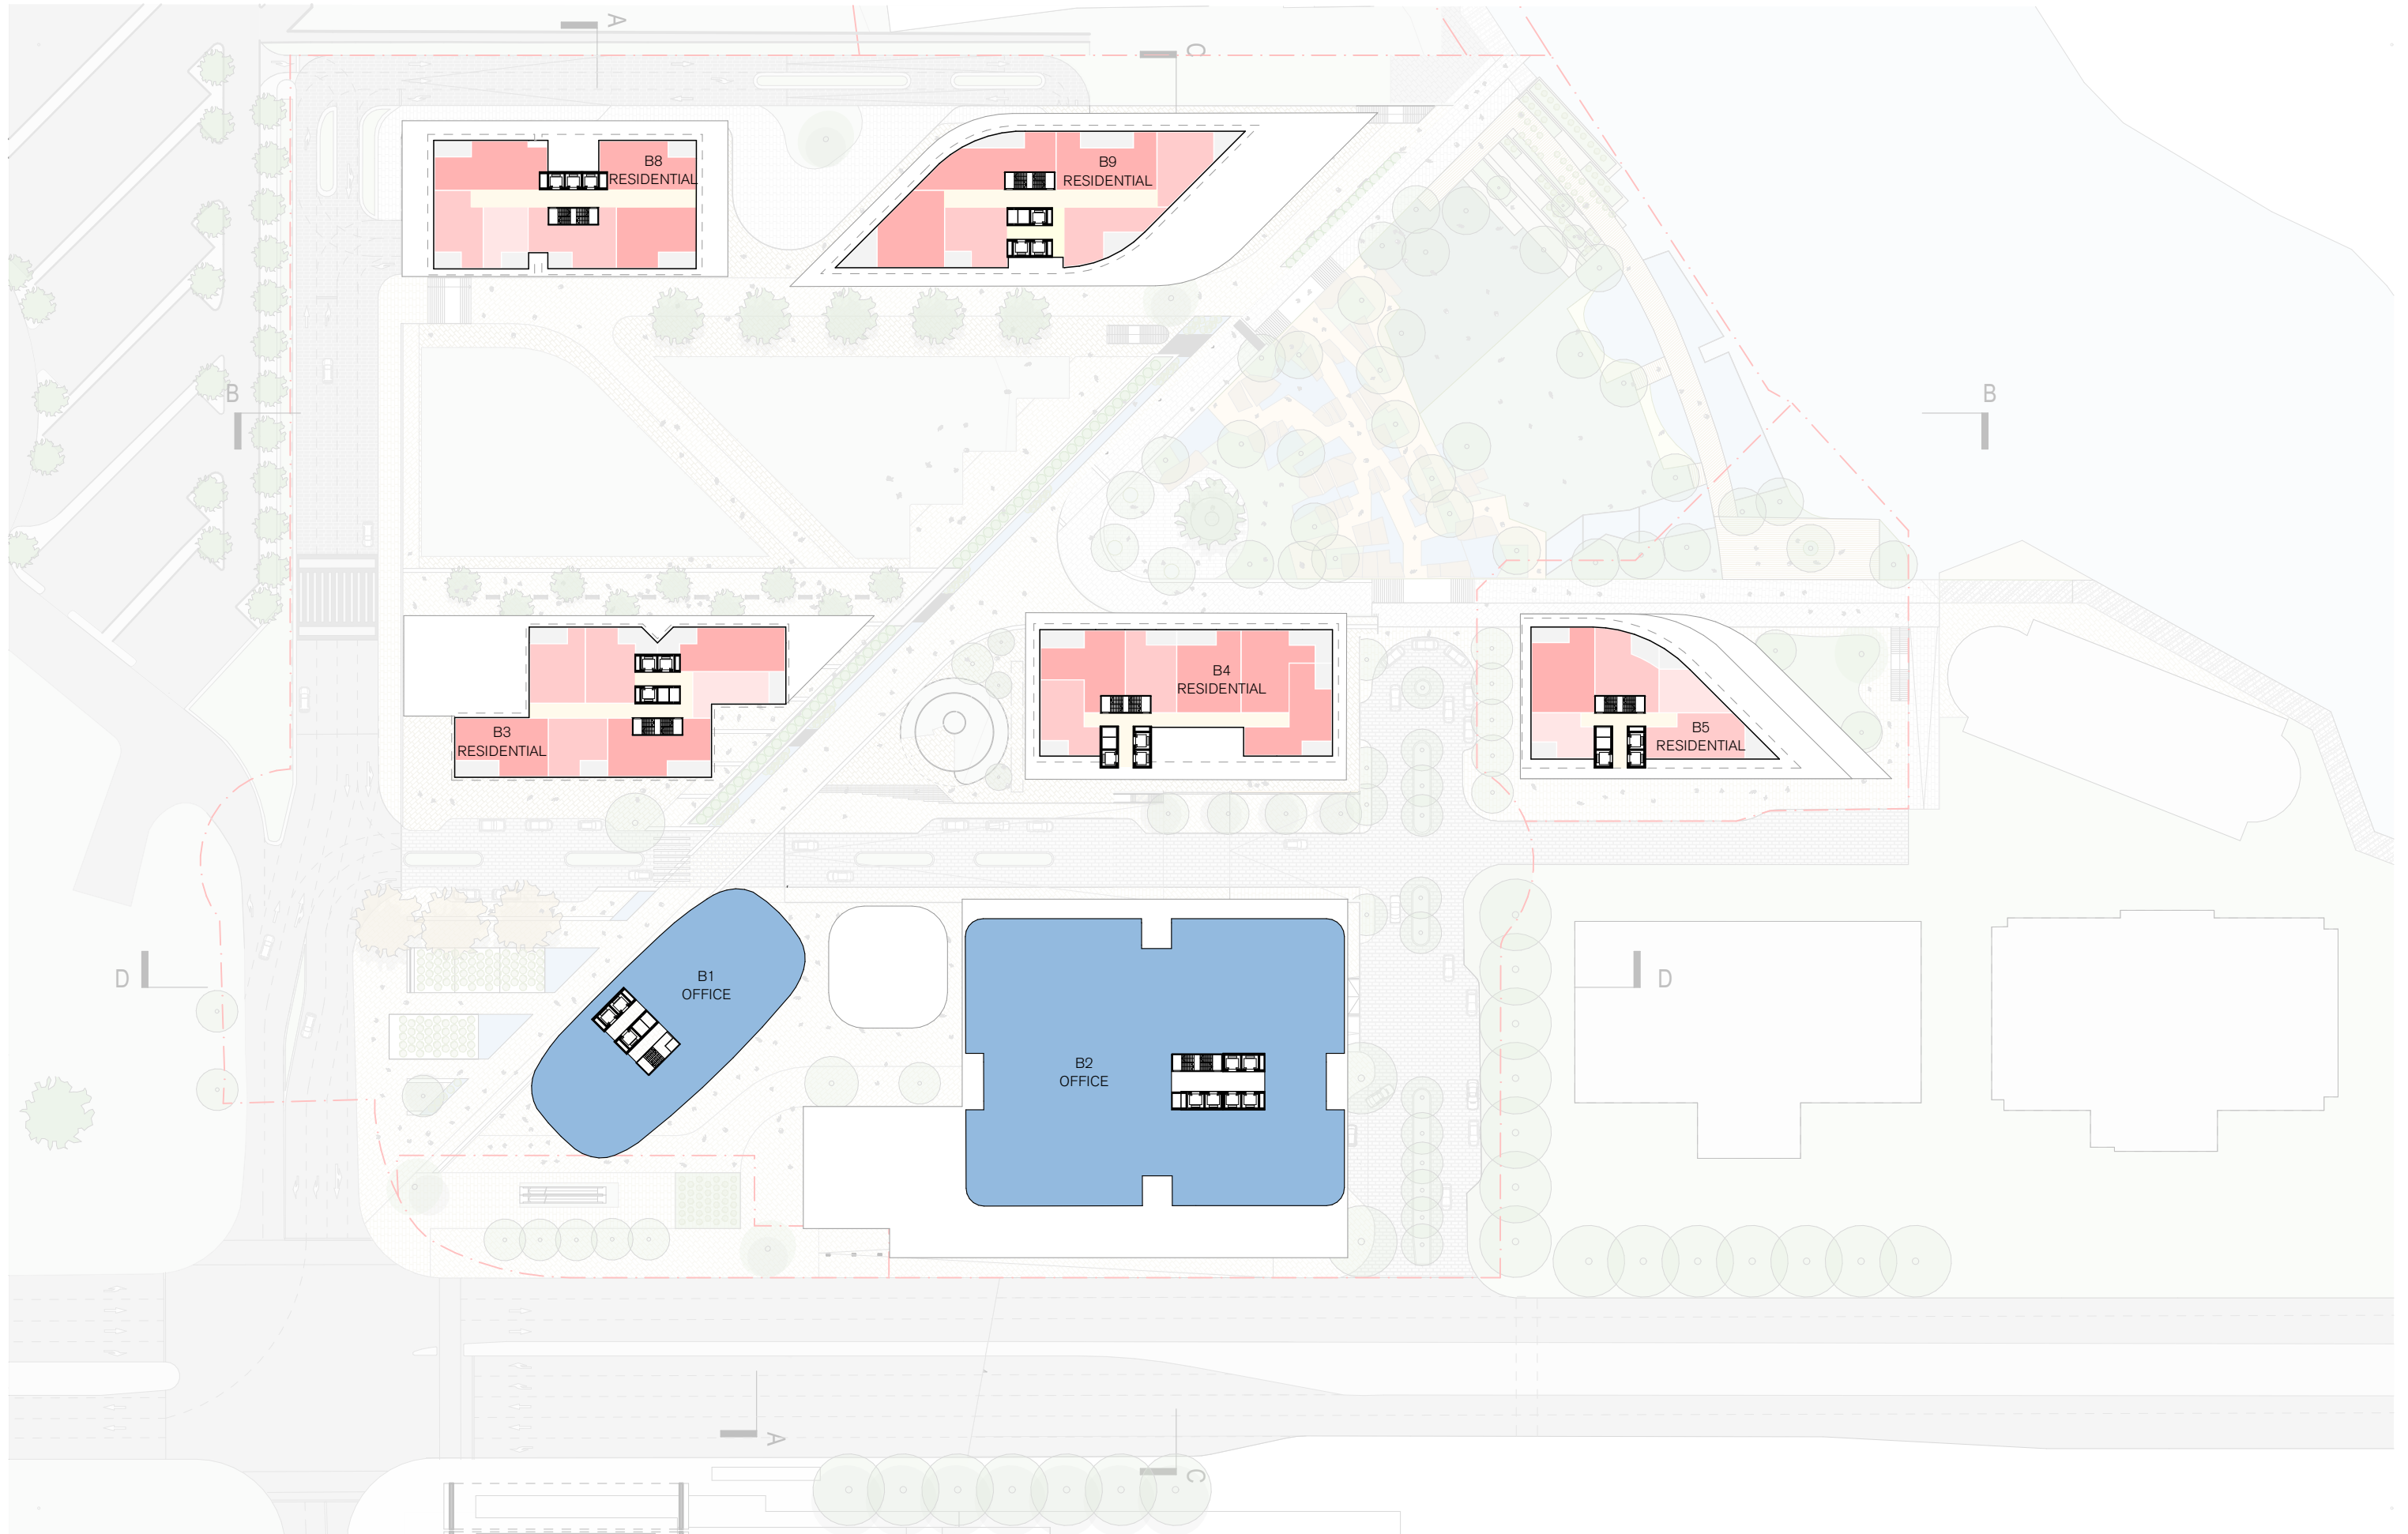 A
C
B8
RESIDENTIAL
B9
RESIDENTIAL
B
B
B4
RESIDENTIAL
B3
RESIDENTIAL
B5
RESIDENTIAL
D
B1
OFFICE
D
B2
OFFICE
A
C